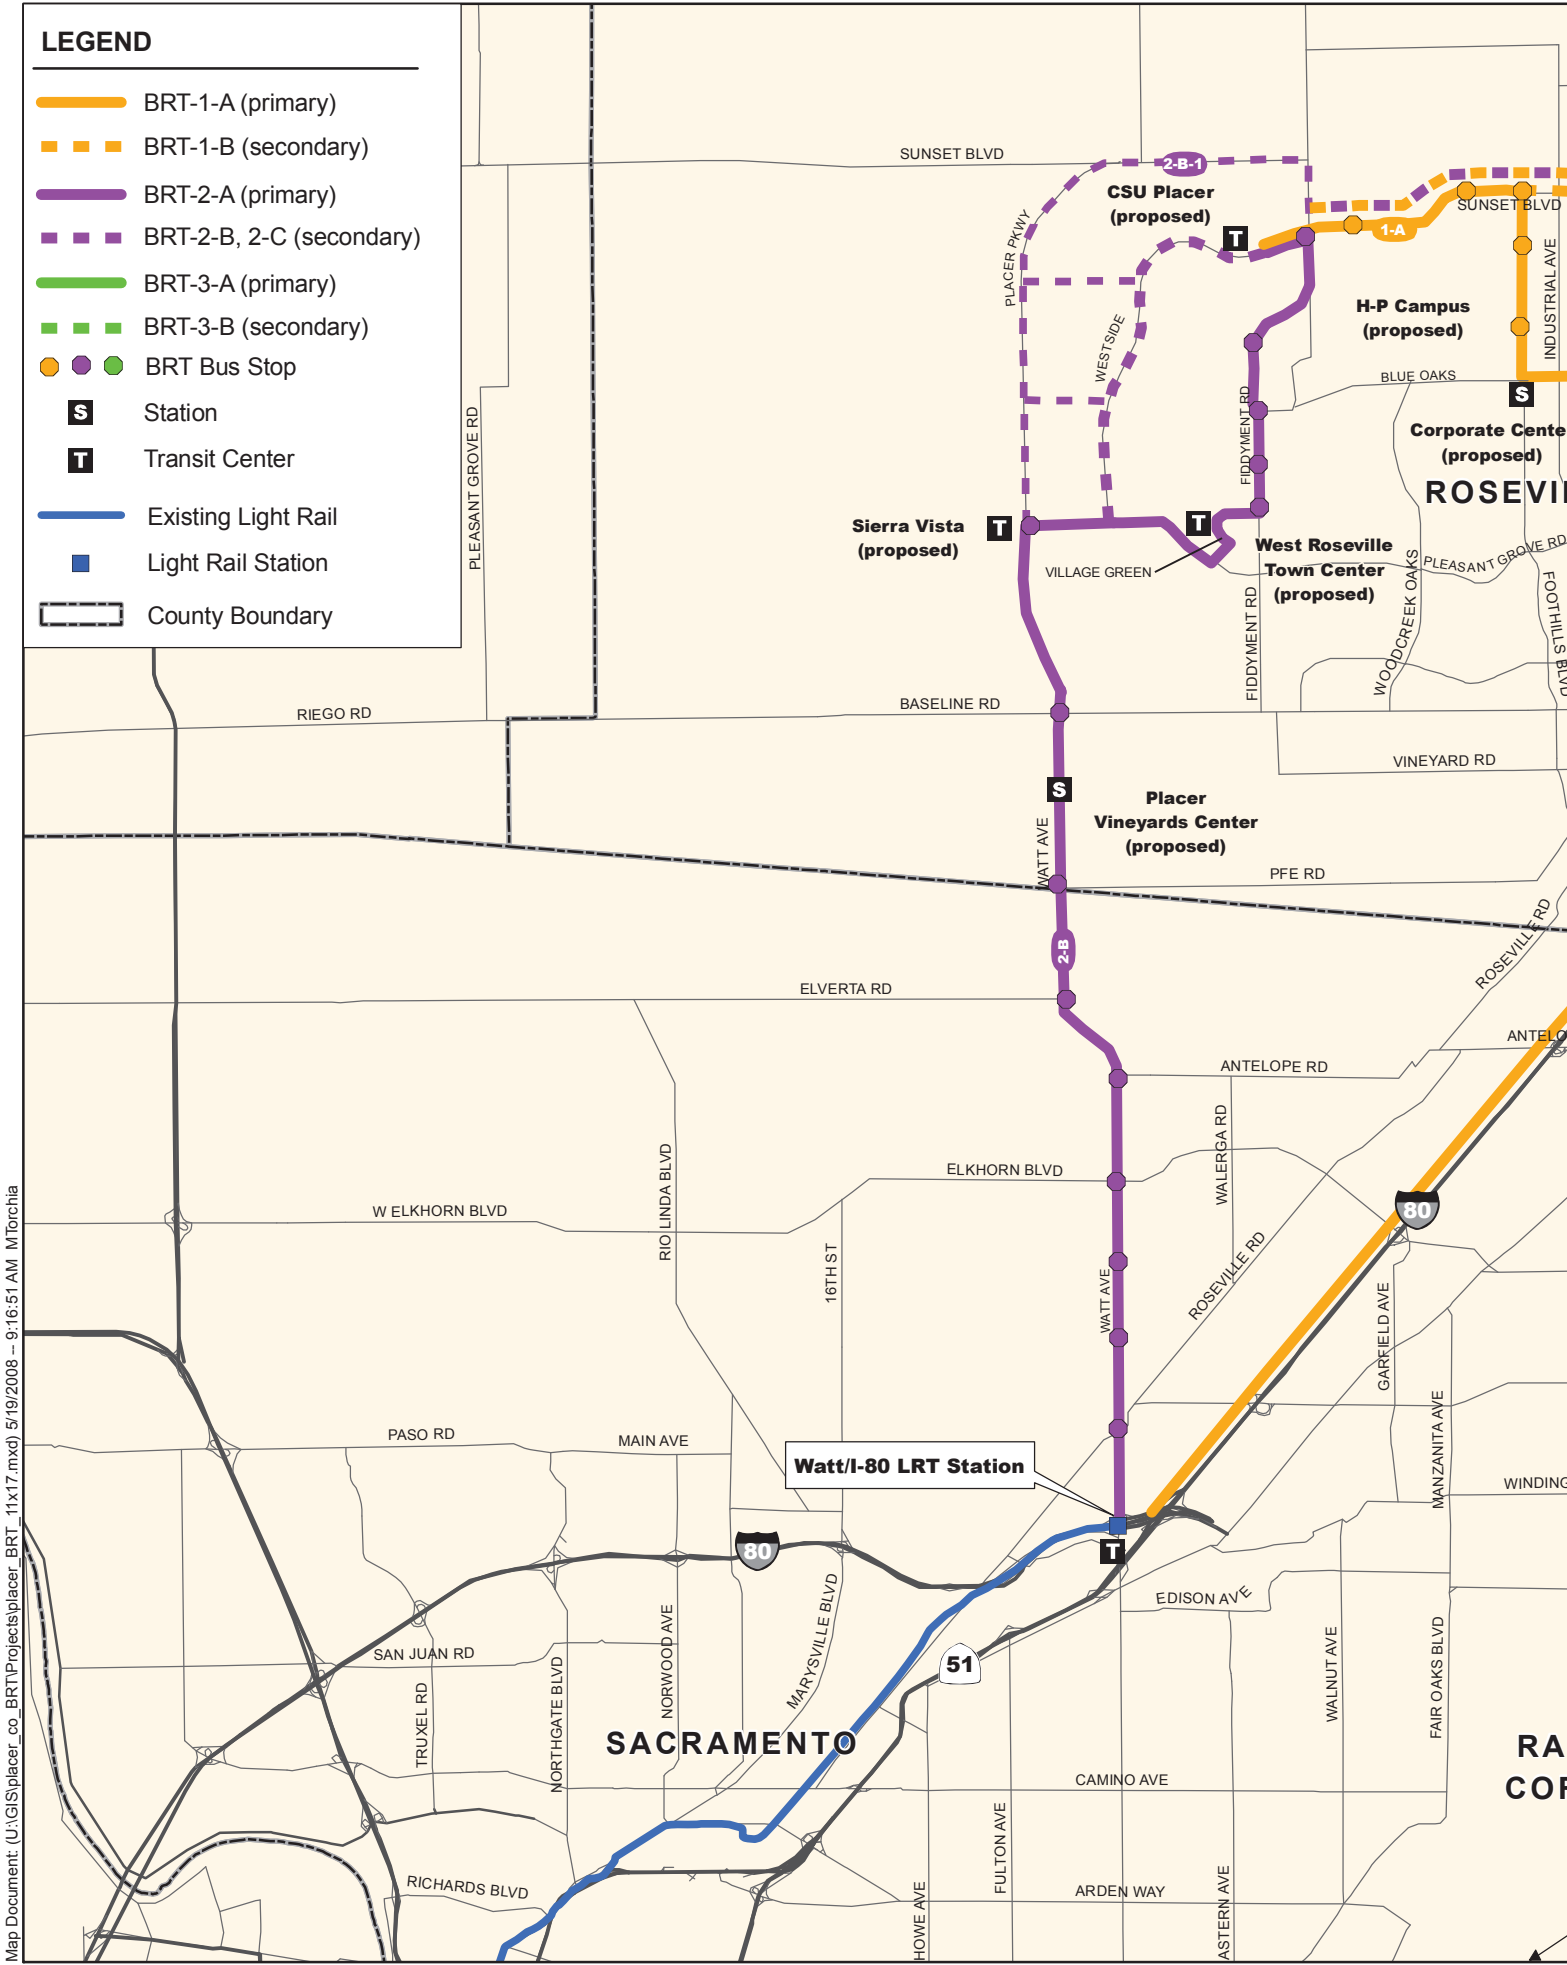 LEGEND
BRT-1-A (primary)
BRT-1-B (secondary)
BRT-2-A (primary)
BRT-2-B, 2-C (secondary)
BRT-3-A (primary)
BRT-3-B (secondary)
BRT Bus Stop
S Station
T Transit Center
Existing Light Rail
Light Rail Station
County Boundary
SUNSET BLVD
2-B-1
CSU Placer
(proposed)
T
1-A
SUNSET BLVD
PLACER PKWY
WESTSIDE
H-P Campus
(proposed)
INDUSTRIAL AVE
BLUE OAKS
S
Corporate Cente
(proposed)
ROSEVI
PLEASANT GROVE RD
FIDDYMENT RD
Sierra Vista
(proposed)
T
T
VILLAGE GREEN
West Roseville
Town Center
(proposed)
PLEASANT GROVE RD
FIDDYMENT RD
WOODCREEK OAKS
FOOTHILLS BLVD
RIEGO RD
BASELINE RD
VINEYARD RD
S
Placer
Vineyards Center
(proposed)
WATT AVE
PFE RD
2-B
ROSEVILLE RD
ELVERTA RD
ANTELO
ANTELOPE RD
WALERGA RD
RIO LINDA BLVD
ELKHORN BLVD
W ELKHORN BLVD
80
16TH ST
WATT AVE
ROSEVILLE RD
GARFIELD AVE
MANZANITA AVE
PASO RD
MAIN AVE
Watt/I-80 LRT Station
WINDING
80
T
EDISON AVE
MARYSVILLE BLVD
NORWOOD AVE
SAN JUAN RD
51
NORTHGATE BLVD
TRUXEL RD
WALNUT AVE
FAIR OAKS BLVD
SACRAMENTO
RA
COR
CAMINO AVE
FULTON AVE
RICHARDS BLVD
HOWE AVE
ARDEN WAY
ASTERN AVE
Map Document: (U:\GIS\placer_co_BRT\Projects\placer_BRT_11x17.mxd) 5/19/2008 -- 9:16:51 AM MTorchia